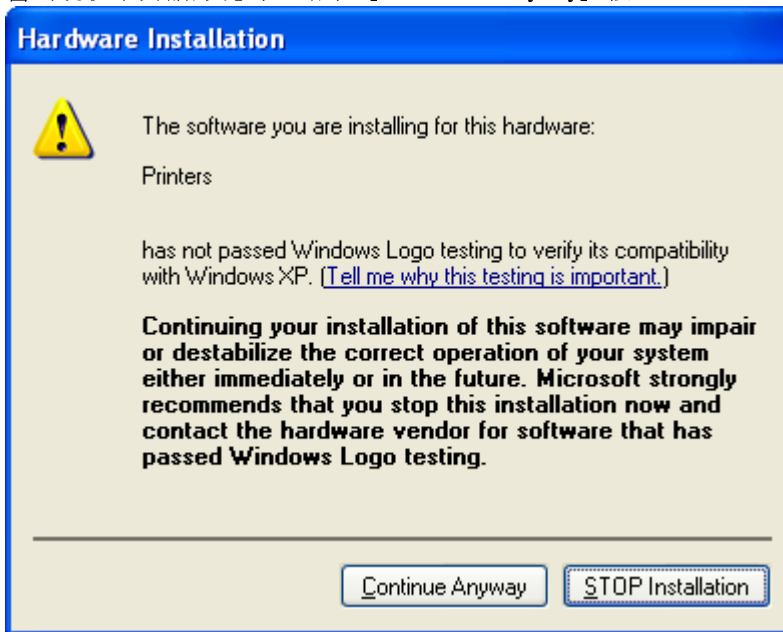 Hardware Installation
The software you are installing for this hardware:
Printers
has not passed Windows Logo testing to verify its compatibility
with Windows XP. (Tell me why this testing is important.)
Continuing your installation of this software may impair
or destabilize the correct operation of your system
either immediately or in the future. Microsoft strongly
recommends that you stop this installation now and
contact the hardware vendor for software that has
passed Windows Logo testing.
Continue Anyway
STOP Installation